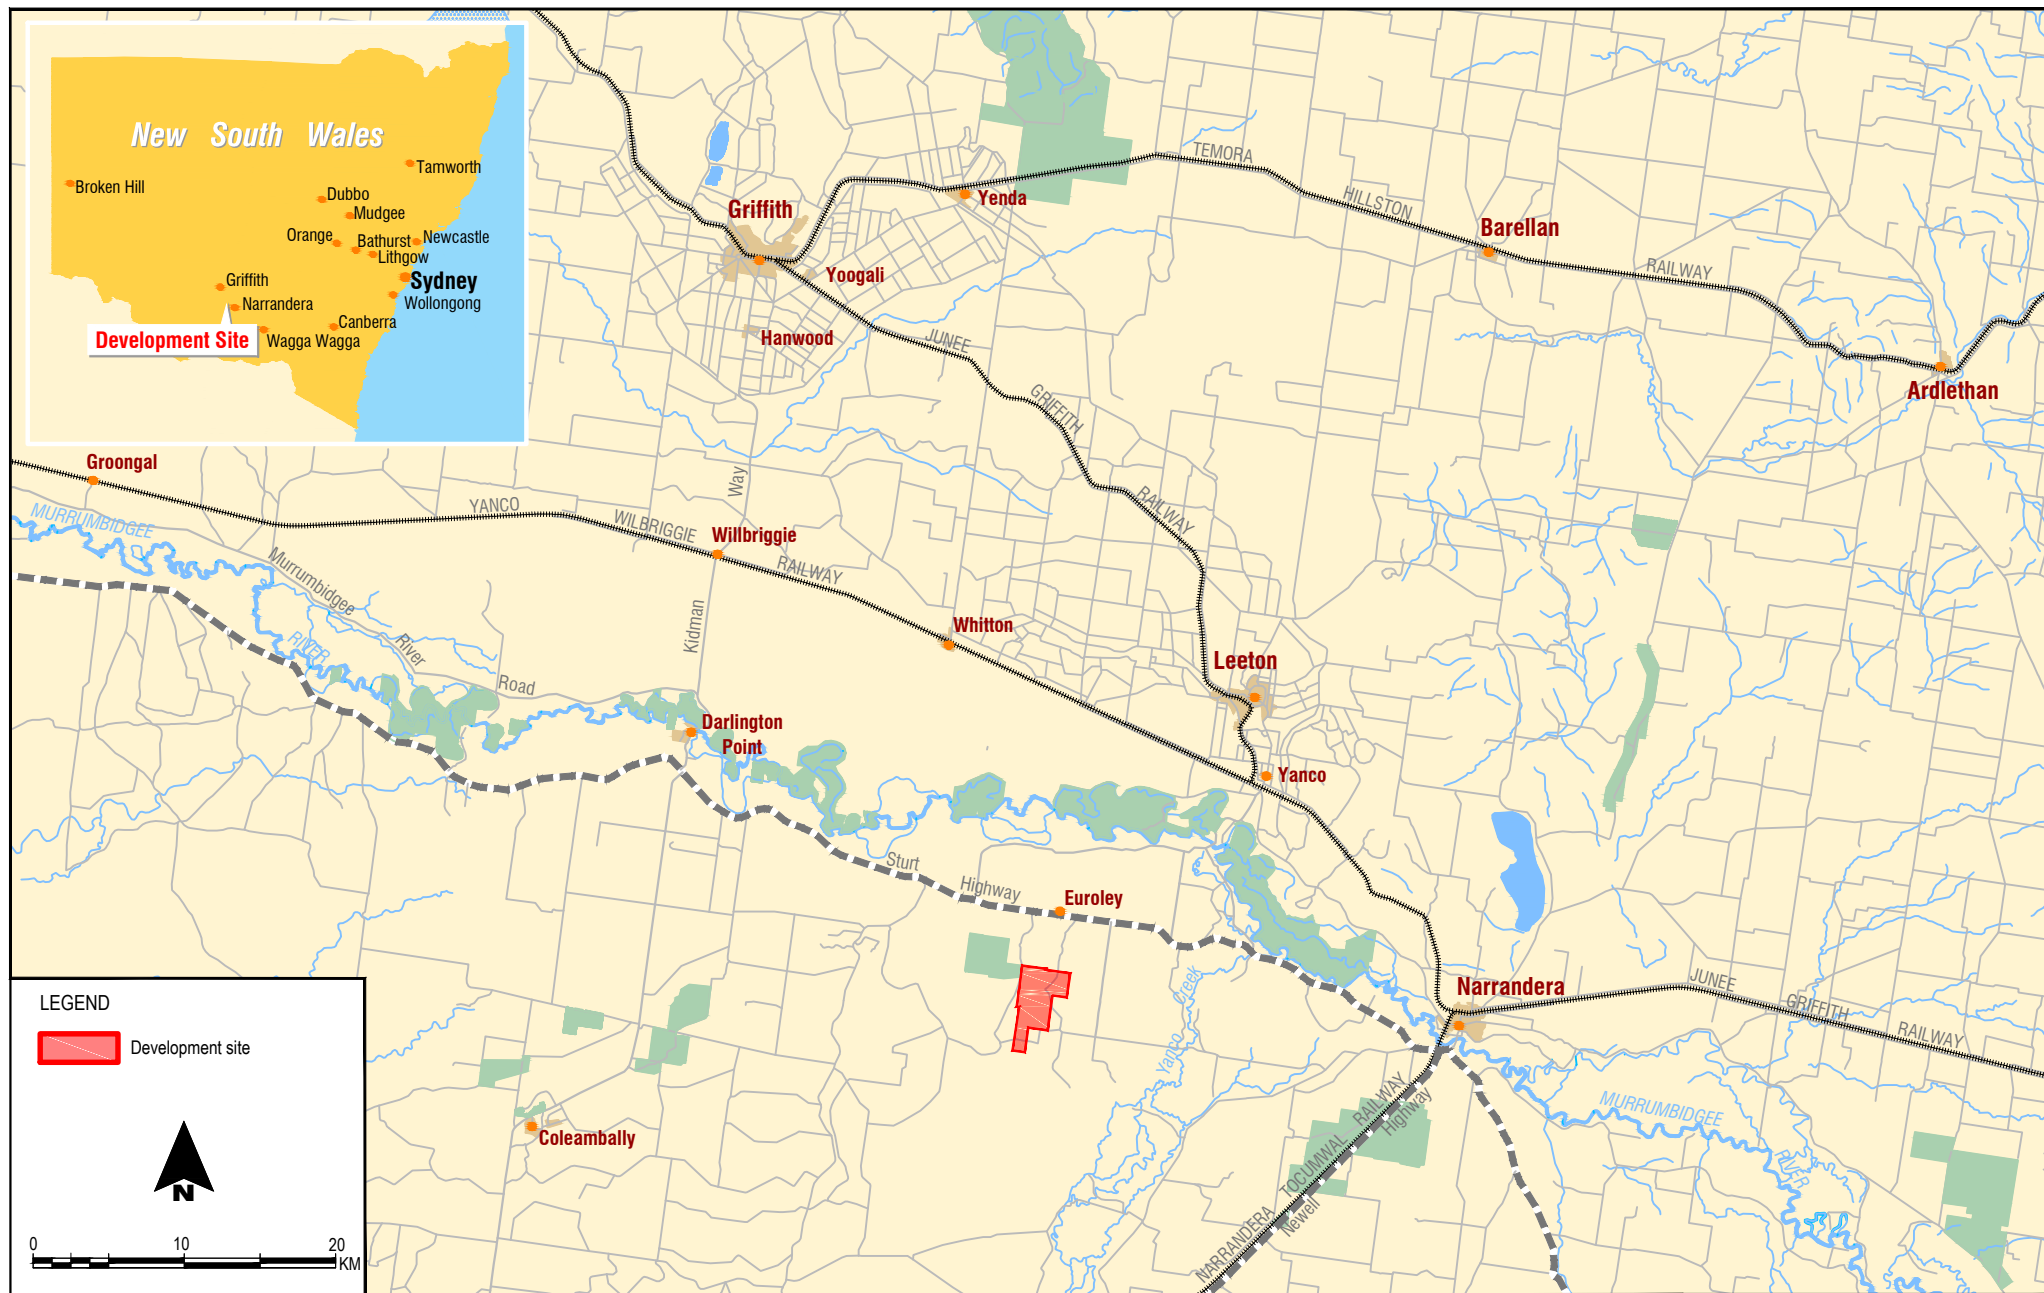 New South Wales
Tamworth
Broken Hill
Dubbo
Mudgee
Orange
Bathurst
Newcastle
Lithgow
Sydney
Griffith
Wollongong
Narrandera
Canberra
Development Site
Wagga Wagga
TEMORA
HILLSTON
RAILWAY
Yenda
Griffith
Barellan
Yoogali
Hanwood
JUNEE
GRIFFITH
RAILWAY
Ardlethan
Groongal
Way
YANCO
WILBRIGGIE
RAILWAY
Willbriggie
MURRUMBIDGEE
RIVER
Murrumbidgee
River
Road
Kidman
Whitton
Leeton
Darlington
Point
Yanco
Sturt
Highway
Euroley
Yanco Creek
Narrandera
JUNEE
GRIFFITH
RAILWAY
NARRANDERA
TOCUMWAL
RAILWAY
Newell
Highway
MURRUMBIDGEE
RIVER
Coleambally
LEGEND
Development site
N
0 10 20
KM